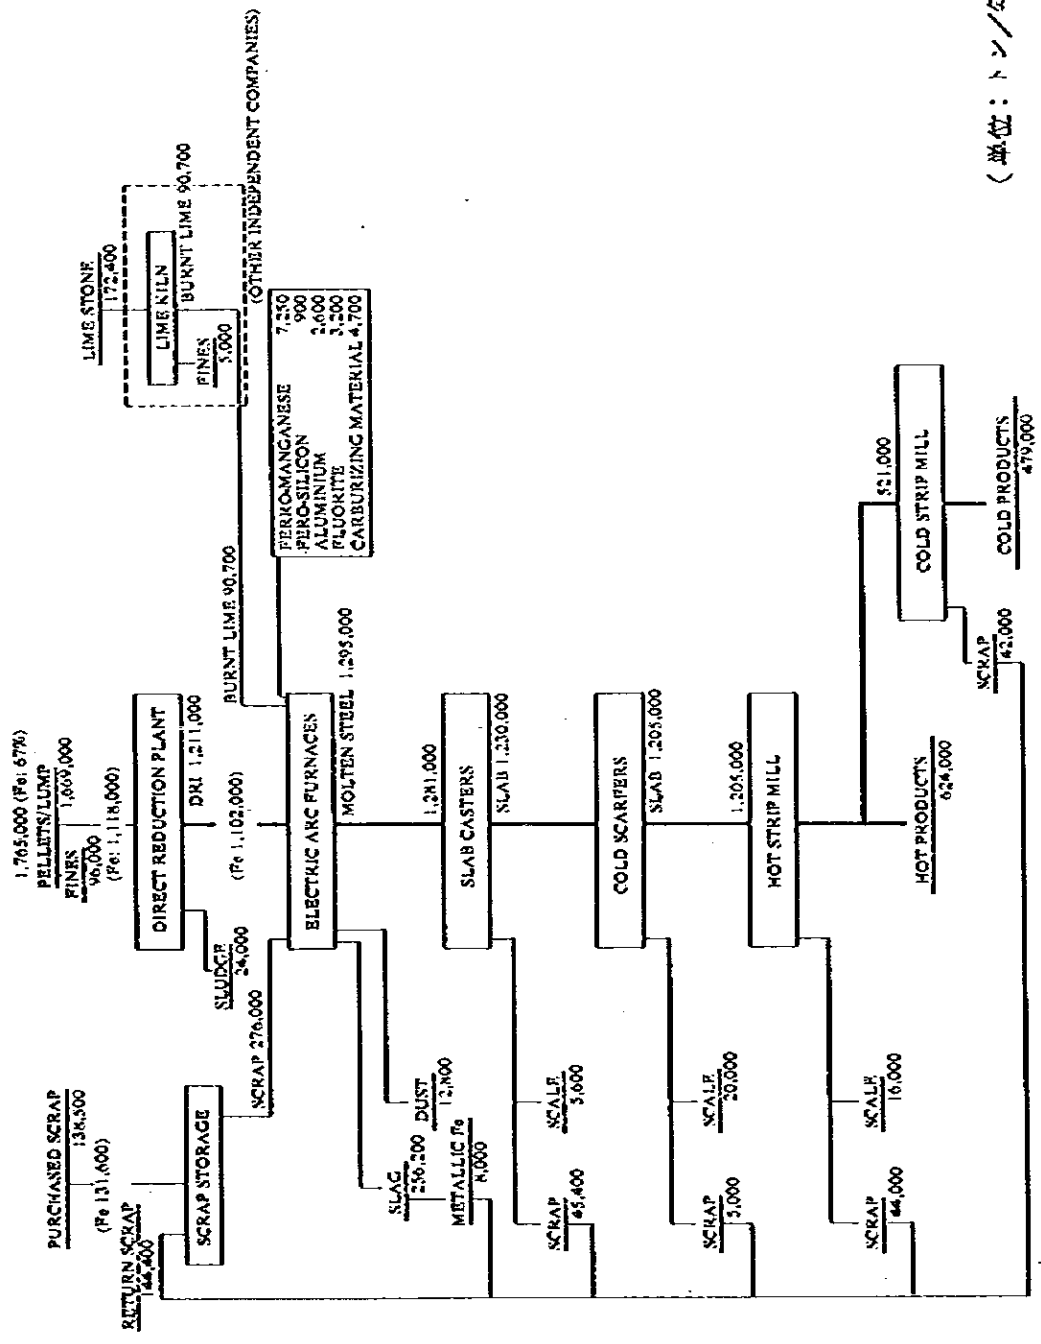 1,765,000 (Fe: 67%)
PELLETS/LUMP
1,669,000
FINES
96,000
(Fe: 1,118,000)
DIRECT REDUCTION PLANT
SLUDGE
24,000
DRI 1,211,000
(Fe 1,102,000)
PURCHASED SCRAP
138,500
(Fe 131,600)
RETURN SCRAP
144,400
SCRAP STORAGE
SCRAP 276,000
LIME STONE
172,400
LIME KILN
FINES
5,000
BURNT LIME 90,700
(OTHER INDEPENDENT COMPANIES)
BURNT LIME 90,700
FERRO-MANGANESE 7,250
FERO-SILICON 900
ALUMINIUM 2,600
FLUORITE 3,200
CARBURIZING MATERIAL 4,700
ELECTRIC ARC FURNACES
MOLTEN STEEL 1,295,000
DUST
12,800
SLAG
256,200
METALLIC Fe
8,000
1,281,000
SLAB CASTERS
SLAB 1,230,000
SCALE
5,600
SCRAP
45,400
COLD SCARFERS
SLAB 1,205,000
SCALE
20,000
SCRAP
5,000
1,205,000
HOT STRIP MILL
SCALE
16,000
SCRAP
44,000
HOT PRODUCTS
624,000
521,000
COLD STRIP MILL
SCRAP
42,000
COLD PRODUCTS
479,000
(単位：トン/